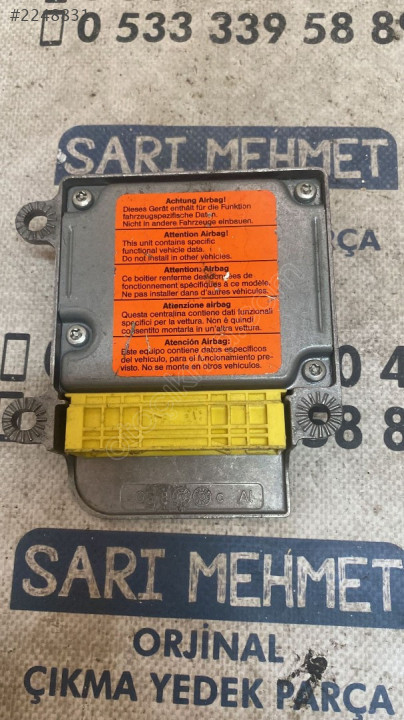 #2248831
0 533 339 58 89
SARI MEHMET
PARÇA
Achtung Airbag!
Dieses Gerät enthält für die Funktion
fahrzeugspezifische Daten.
Nicht in andere Fahrzeuge einbauen.
Attention Airbag!
This unit contains specific
functional vehicle data.
Do not install in other vehicles.
Attention: Airbag
Ce boîtier renferme des données de
fonctionnement spécifiques à ce modèle.
Ne pas installer dans d'autres véhicules.
Atienzione airbag
Questa centralina contiene dati funzionali
specifici per la vettura. Non è quindi
consentito montarla in un'altra vettura.
Atención Airbag:
Este equipo contiene datos específicos
del vehículo, para el funcionamiento pre-
visto. No se monte en otros vehículos.
AL
SARI MEHMET
ORJİNAL
ÇIKMA YEDEK PARÇA